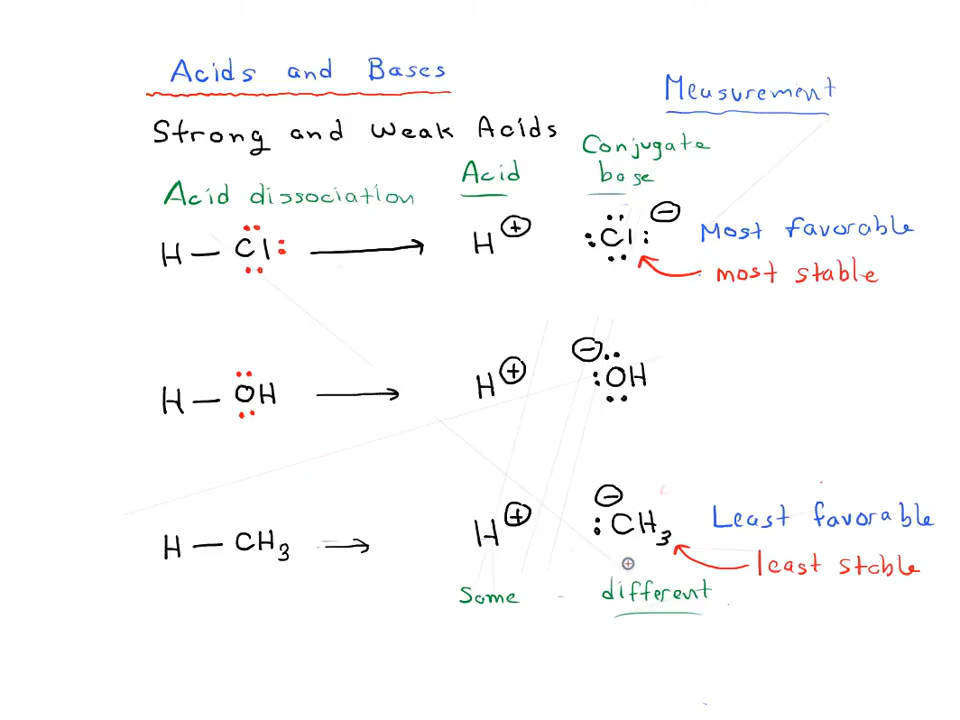 Acids and Bases
Measurement
Strong and Weak Acids
Conjugate base
Acid dissociation
Acid
H — Cl → H⊕ :Cl: ⊖ Most favorable
most stable
H — OH → H⊕ ⊖ :OH
H — CH3 → H⊕ ⊖ :CH3 Least favorable
least stable
Same - different